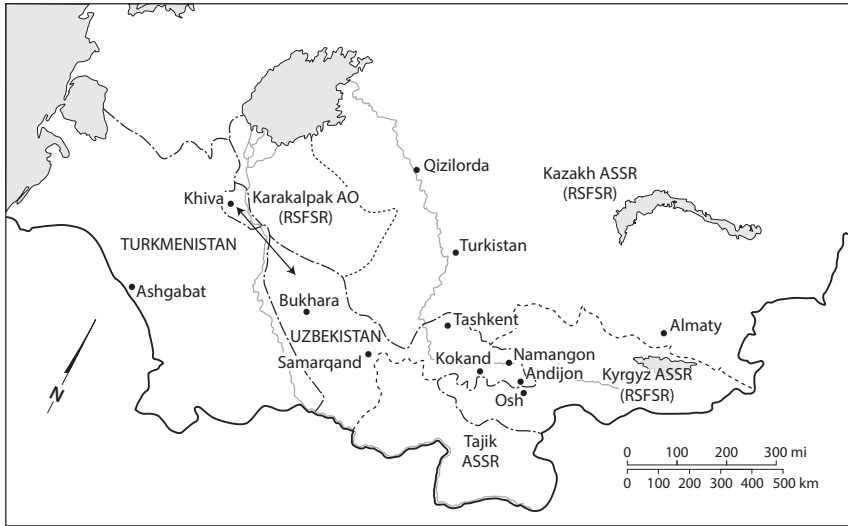 Qizilorda
Kazakh ASSR
(RSFSR)
Khiva
Karakalpak AO
(RSFSR)
TURKMENISTAN
Turkistan
Ashgabat
Bukhara
Tashkent
Almaty
UZBEKISTAN
Samarqand
Kokand
Namangon
Andijon
Kyrgyz ASSR
(RSFSR)
Osh
N
Tajik
ASSR
0 100 200 300 mi
0 100 200 300 400 500 km